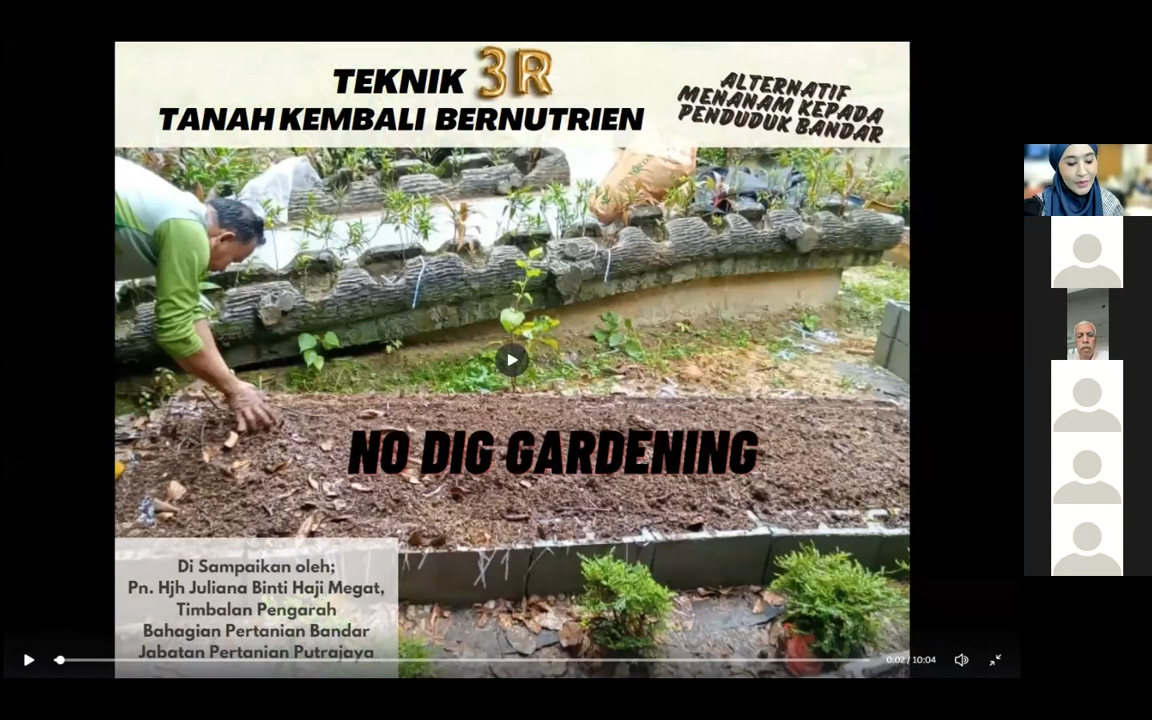 TEKNIK 3R
TANAH KEMBALI BERNUTRIEN
ALTERNATIF
MENANAM KEPADA
PENDUDUK BANDAR
NO DIG GARDENING
Di Sampaikan oleh;
Pn. Hjh Juliana Binti Haji Megat,
Timbalan Pengarah
Bahagian Pertanian Bandar
Jabatan Pertanian Putrajaya
0:02 / 10:04